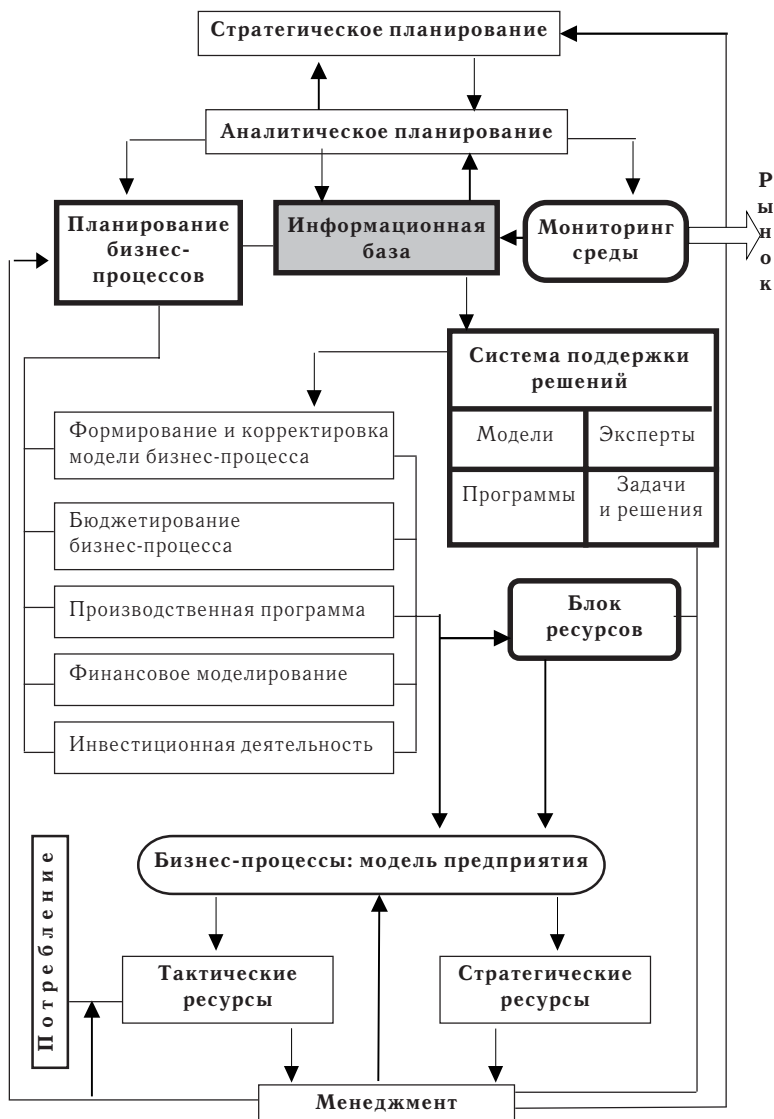 Стратегическое планирование
Аналитическое планирование
Планирование
бизнес-
процессов
Информационная
база
Мониторинг
среды
Рынок
Система поддержки
решений
Модели
Эксперты
Программы
Задачи
и решения
Формирование и корректировка
модели бизнес-процесса
Бюджетирование
бизнес-процесса
Производственная программа
Финансовое моделирование
Инвестиционная деятельность
Блок
ресурсов
Бизнес-процессы: модель предприятия
Потребление
Тактические
ресурсы
Стратегические
ресурсы
Менеджмент